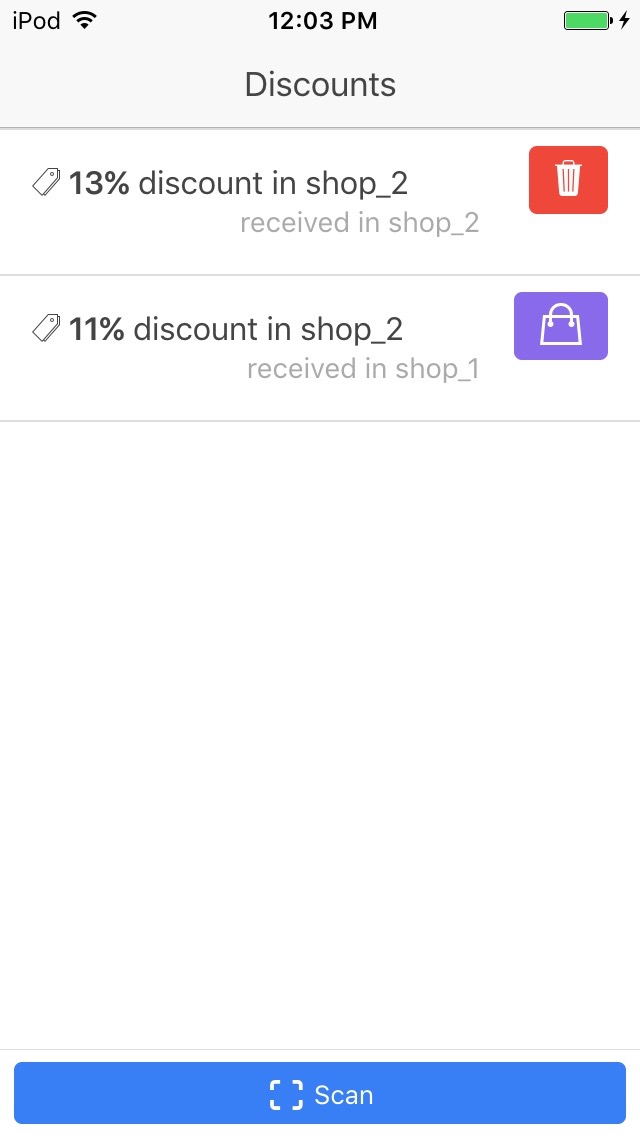 iPod 12:03 PM
Discounts
13% discount in shop_2
received in shop_2
11% discount in shop_2
received in shop_1
Scan